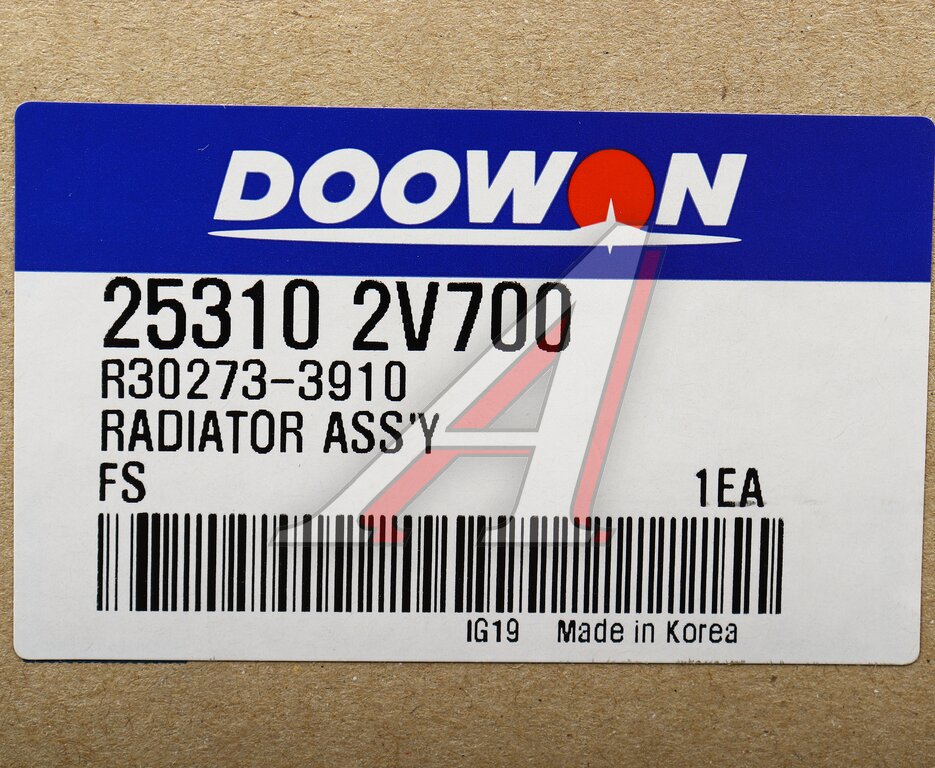 DOOWON
25310 2V700
R30273-3910
RADIATOR ASS'Y
FS 1EA
IG19 Made in Korea